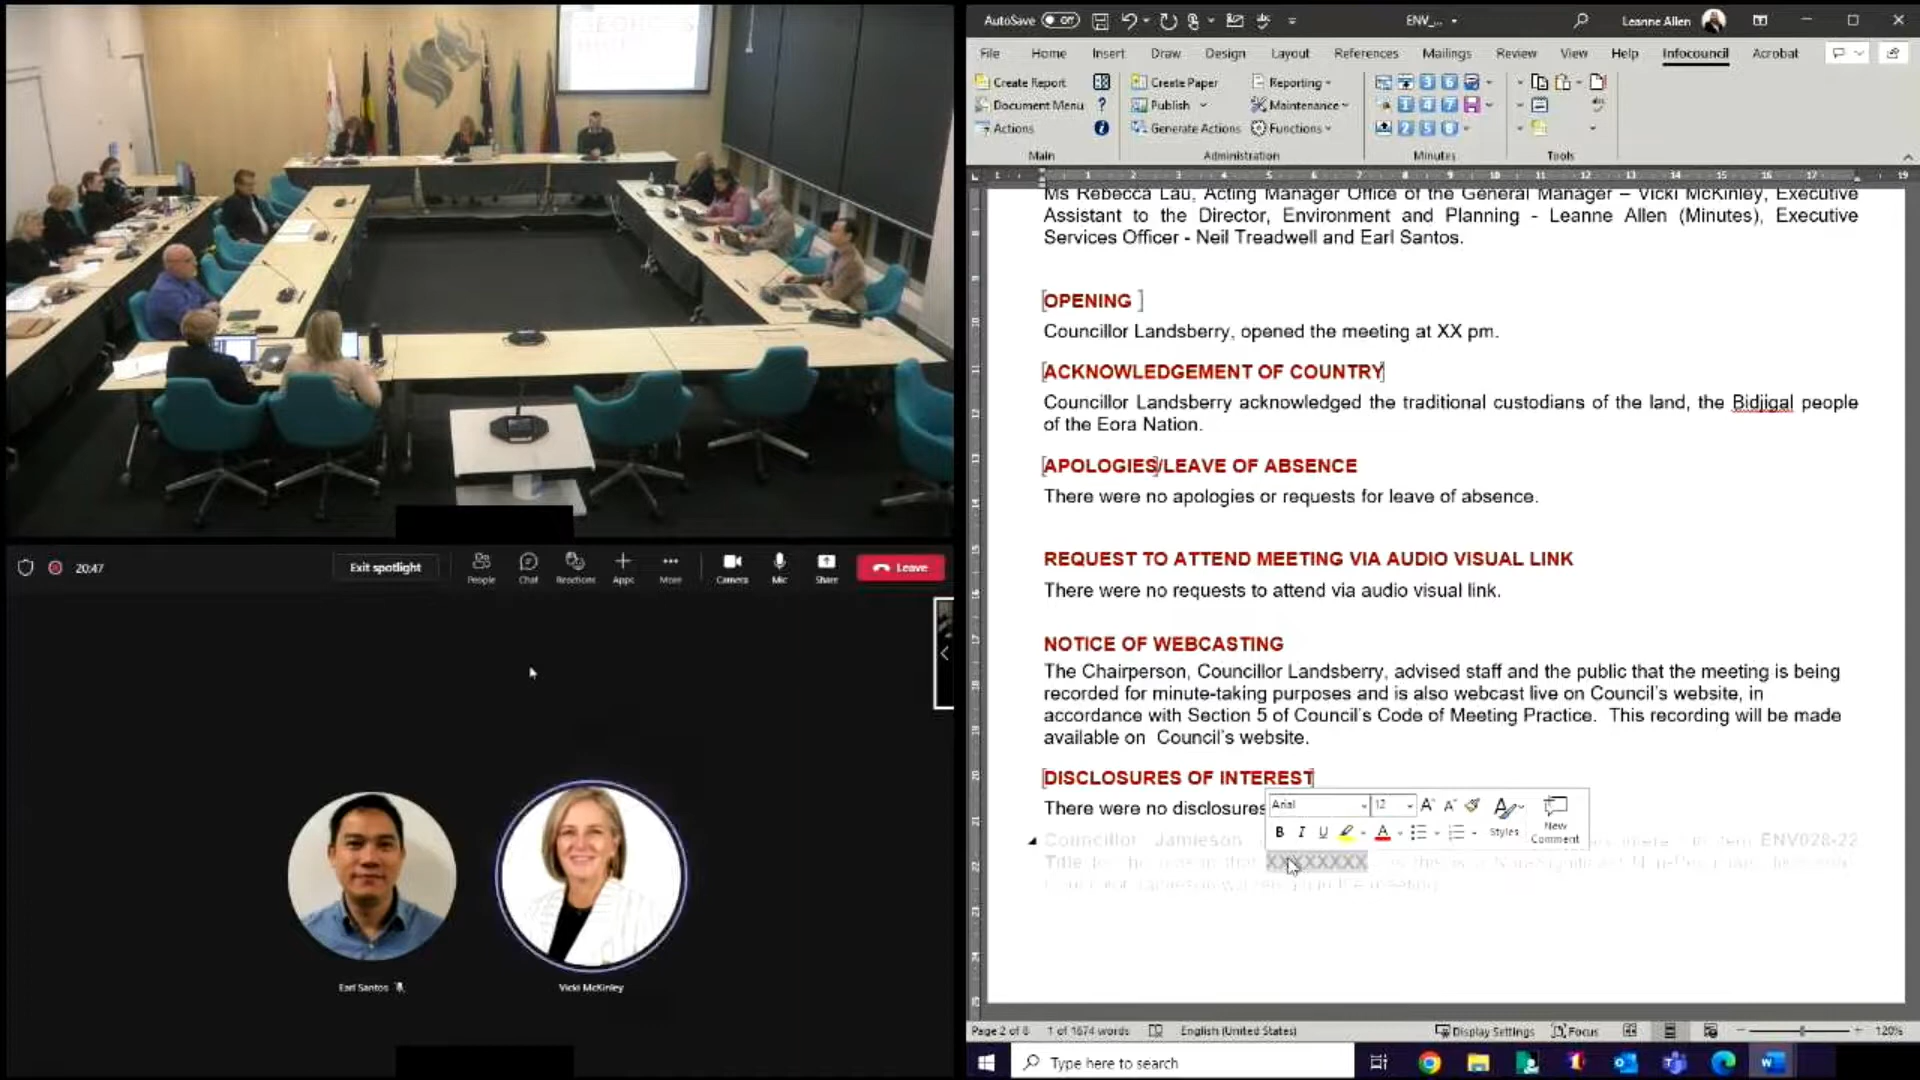 GEORGES
AutoSave Off
ENV_...
Leanne Allen
File Home Insert Draw Design Layout References Mailings Review View Help Infocouncil Acrobat
Create Report
Document Menu
Actions
Main
Create Paper
Publish
Generate Actions
Reporting
Maintenance
Functions
Administration
Minutes
Tools
Ms Rebecca Lau, Acting Manager Office of the General Manager – Vicki McKinley, Executive
Assistant to the Director, Environment and Planning - Leanne Allen (Minutes), Executive
Services Officer - Neil Treadwell and Earl Santos.
OPENING
Councillor Landsberry, opened the meeting at XX pm.
ACKNOWLEDGEMENT OF COUNTRY
Councillor Landsberry acknowledged the traditional custodians of the land, the Bidjigal people
of the Eora Nation.
APOLOGIES/LEAVE OF ABSENCE
There were no apologies or requests for leave of absence.
REQUEST TO ATTEND MEETING VIA AUDIO VISUAL LINK
There were no requests to attend via audio visual link.
NOTICE OF WEBCASTING
The Chairperson, Councillor Landsberry, advised staff and the public that the meeting is being
recorded for minute-taking purposes and is also webcast live on Council's website, in
accordance with Section 5 of Council's Code of Meeting Practice. This recording will be made
available on Council's website.
DISCLOSURES OF INTEREST
There were no disclosures
Arial 12
B I U A Styles New
Comment
Councillor Jamieson ENV028-22
XXXXXXXX
Page 2 of 8 1 of 1674 words English (United States) Display Settings Focus 120%
Type here to search
20:47
Exit spotlight
People Chat Reactions Apps More Camera Mic Share Leave
Earl Santos
Vicki McKinley